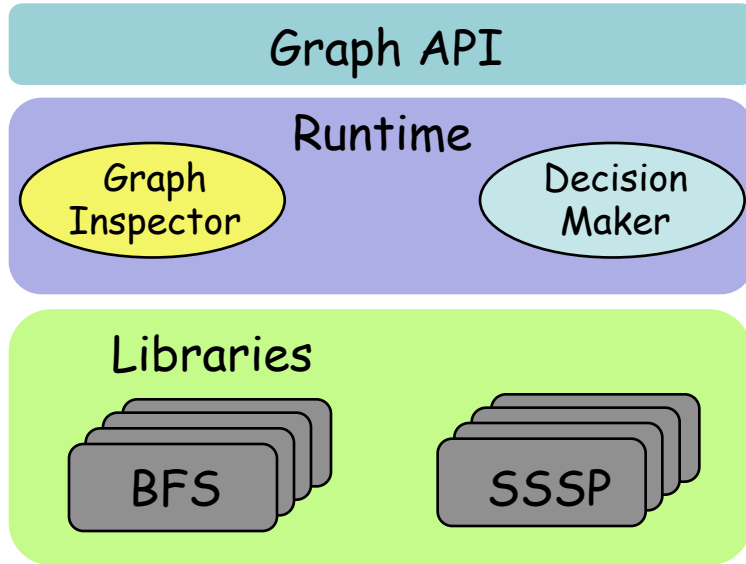 Graph API
Runtime
Graph
Inspector
Decision
Maker
Libraries
BFS
SSSP